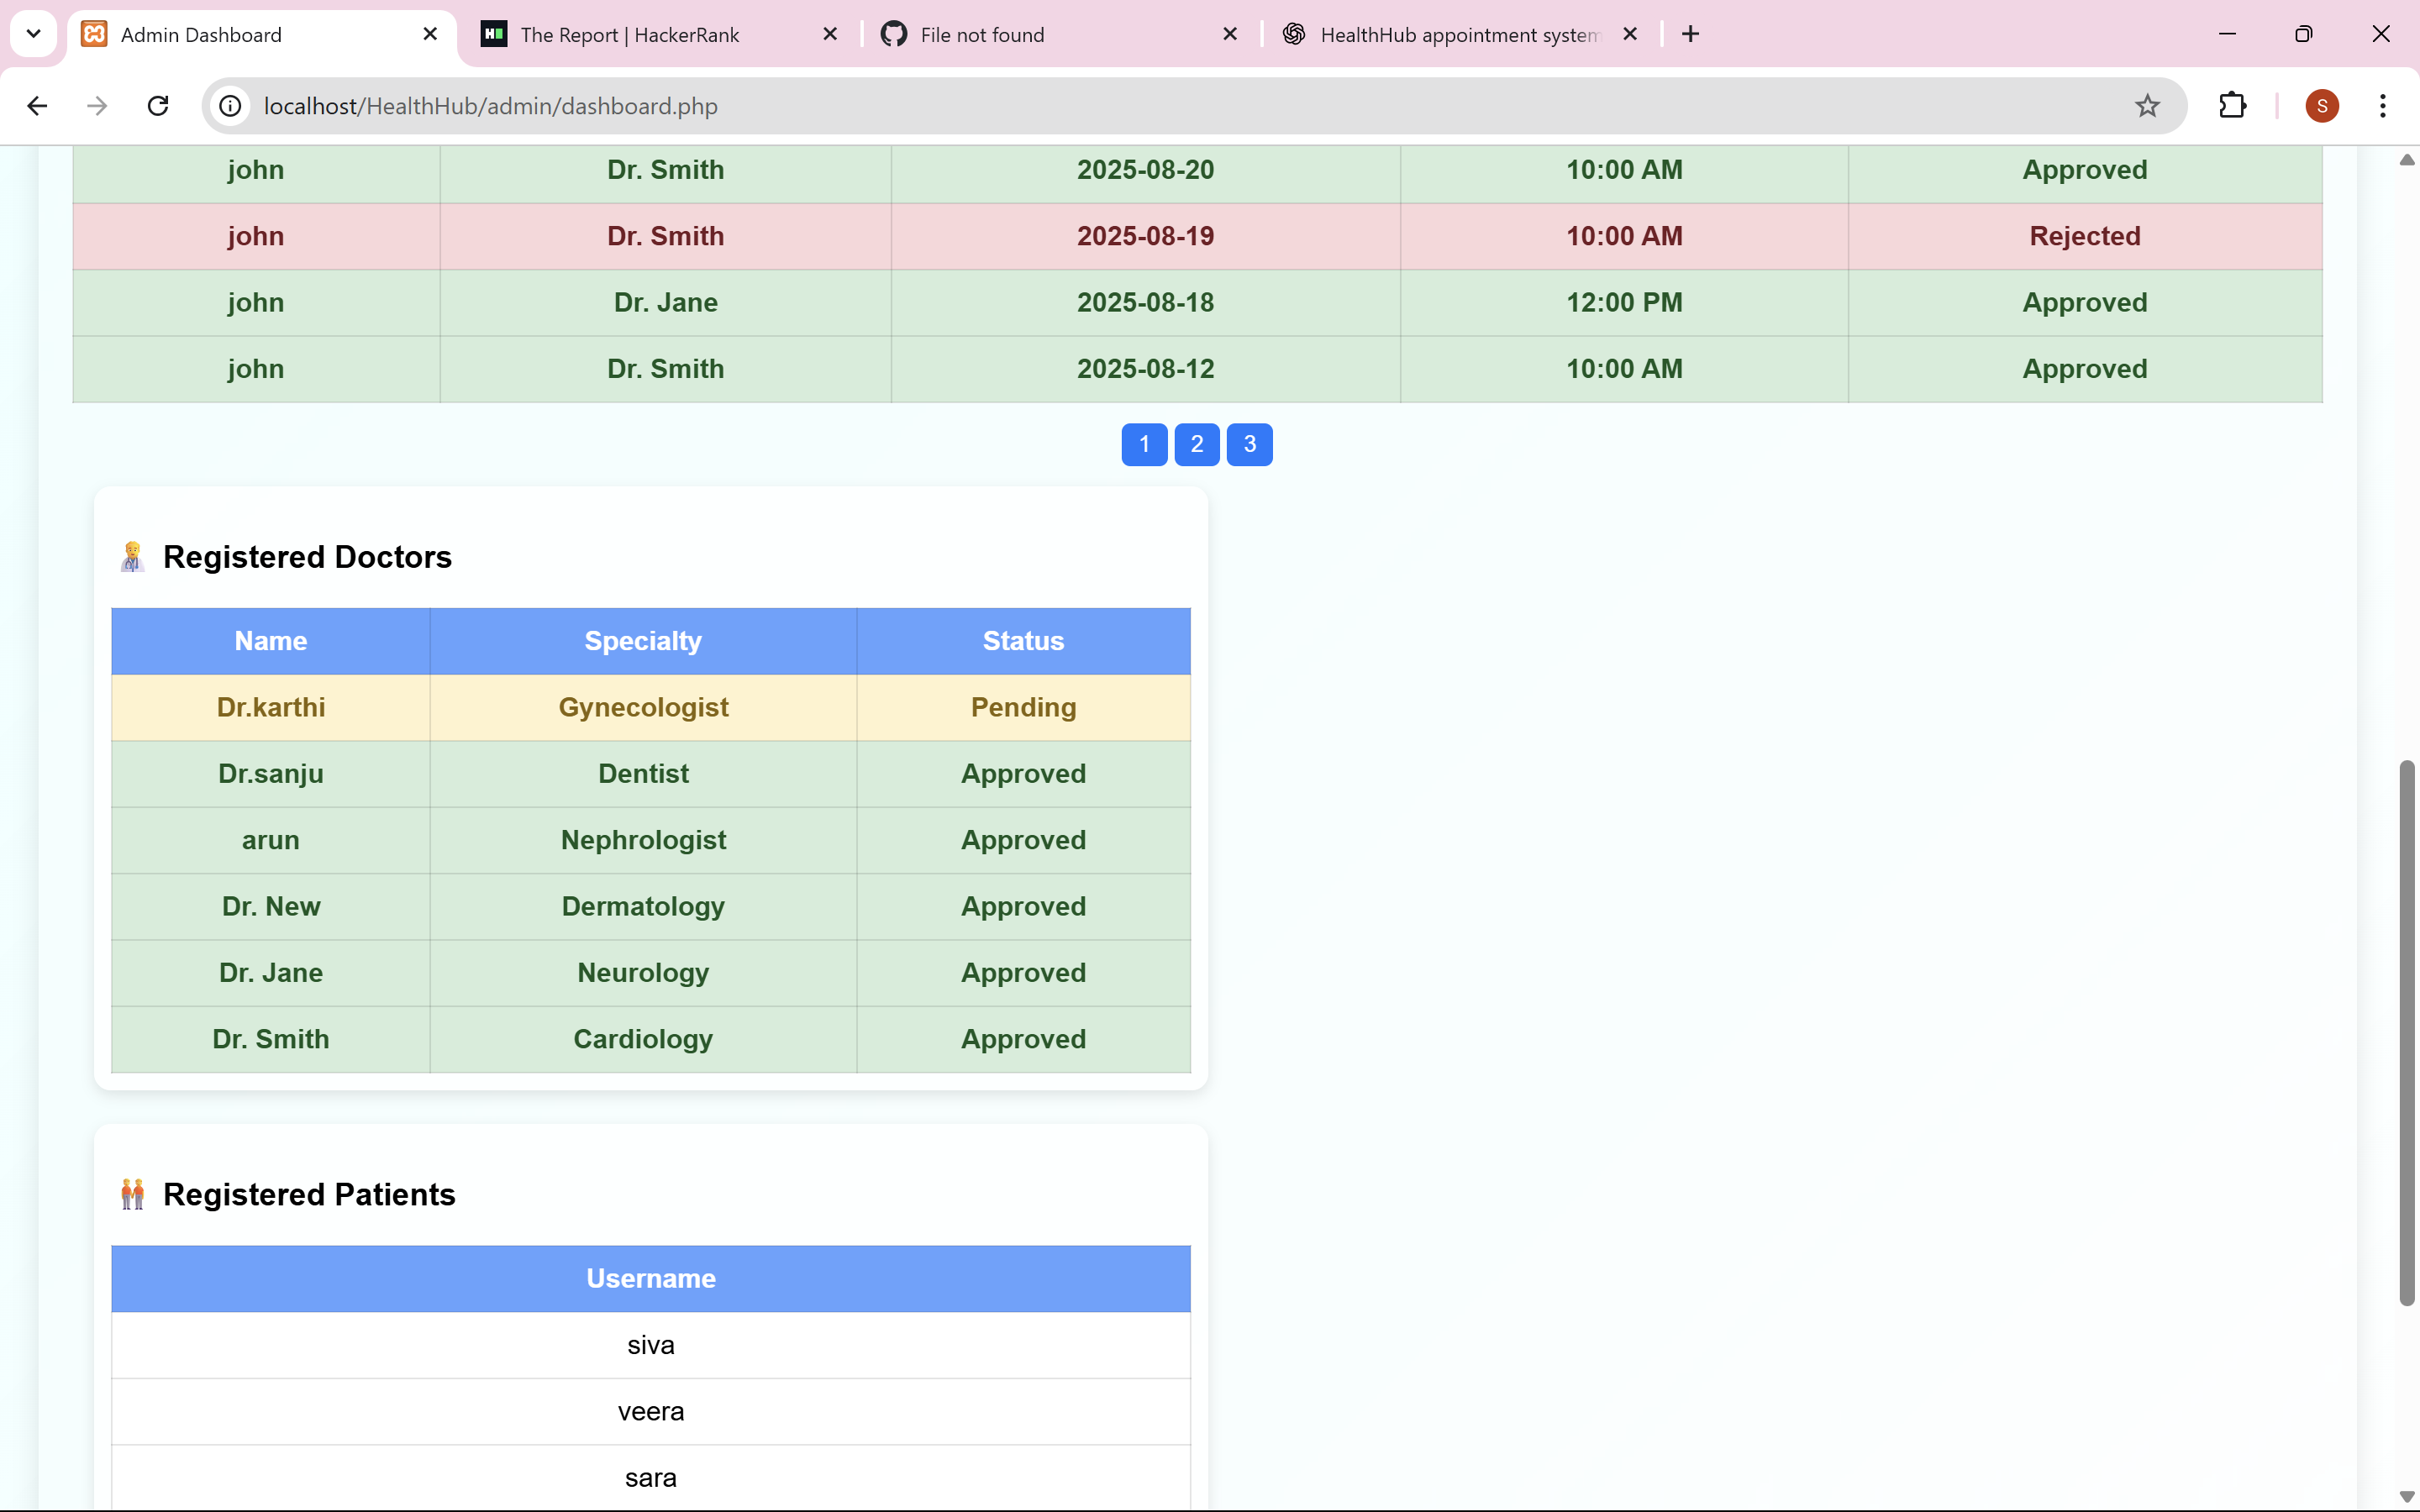 Admin Dashboard
The Report | HackerRank
File not found
HealthHub appointment system
localhost/HealthHub/admin/dashboard.php
S
john Dr. Smith 2025-08-20 10:00 AM Approved
john Dr. Smith 2025-08-19 10:00 AM Rejected
john Dr. Jane 2025-08-18 12:00 PM Approved
john Dr. Smith 2025-08-12 10:00 AM Approved
1 2 3
Registered Doctors
Name Specialty Status
Dr.karthi Gynecologist Pending
Dr.sanju Dentist Approved
arun Nephrologist Approved
Dr. New Dermatology Approved
Dr. Jane Neurology Approved
Dr. Smith Cardiology Approved
Registered Patients
Username
siva
veera
sara